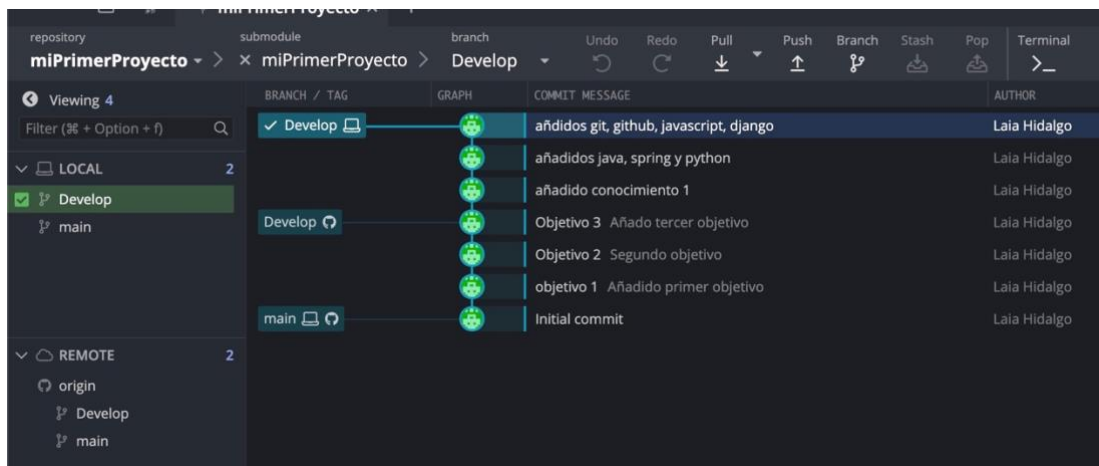 miPrimerProyecto
repository submodule branch Undo Redo Pull Push Branch Stash Pop Terminal
miPrimerProyecto miPrimerProyecto Develop
Viewing 4 BRANCH / TAG GRAPH COMMIT MESSAGE AUTHOR
Filter (⌘ + Option + f) Develop añdidos git, github, javascript, django Laia Hidalgo
añadidos java, spring y python Laia Hidalgo
LOCAL 2
añadido conocimiento 1 Laia Hidalgo
Develop
Develop Objetivo 3 Añado tercer objetivo Laia Hidalgo
main
Objetivo 2 Segundo objetivo Laia Hidalgo
objetivo 1 Añadido primer objetivo Laia Hidalgo
main Initial commit Laia Hidalgo
REMOTE 2
origin
Develop
main